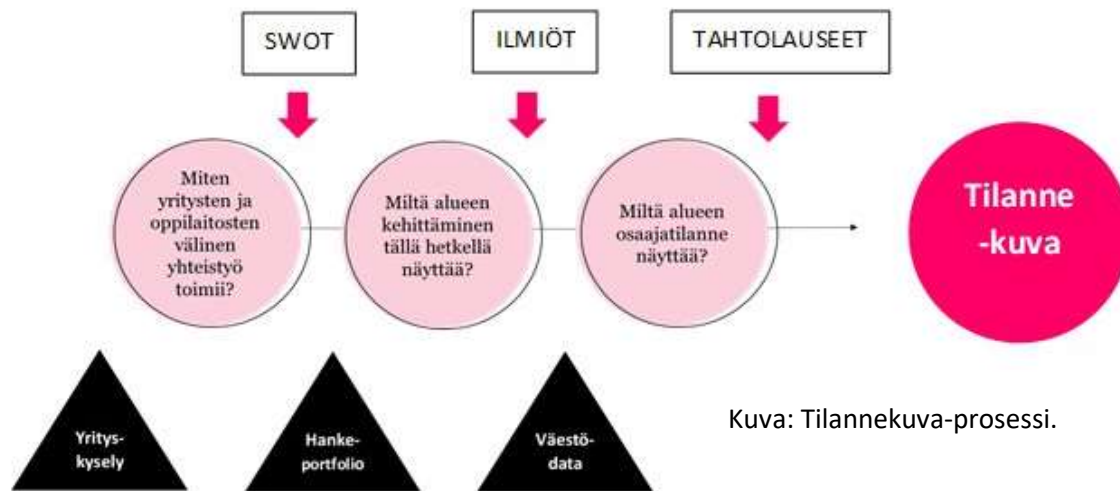 SWOT
ILMIÖT
TAHTOLAUSEET
Miten
yritysten ja
oppilaitosten
välinen
yhteistyö
toimii?
Miltä alueen
kehittäminen
tällä hetkellä
näyttää?
Miltä alueen
osaajatilanne
näyttää?
Tilanne
-kuva
Yritys-
kysely
Hanke-
portfolio
Väestö-
data
Kuva: Tilannekuva-prosessi.